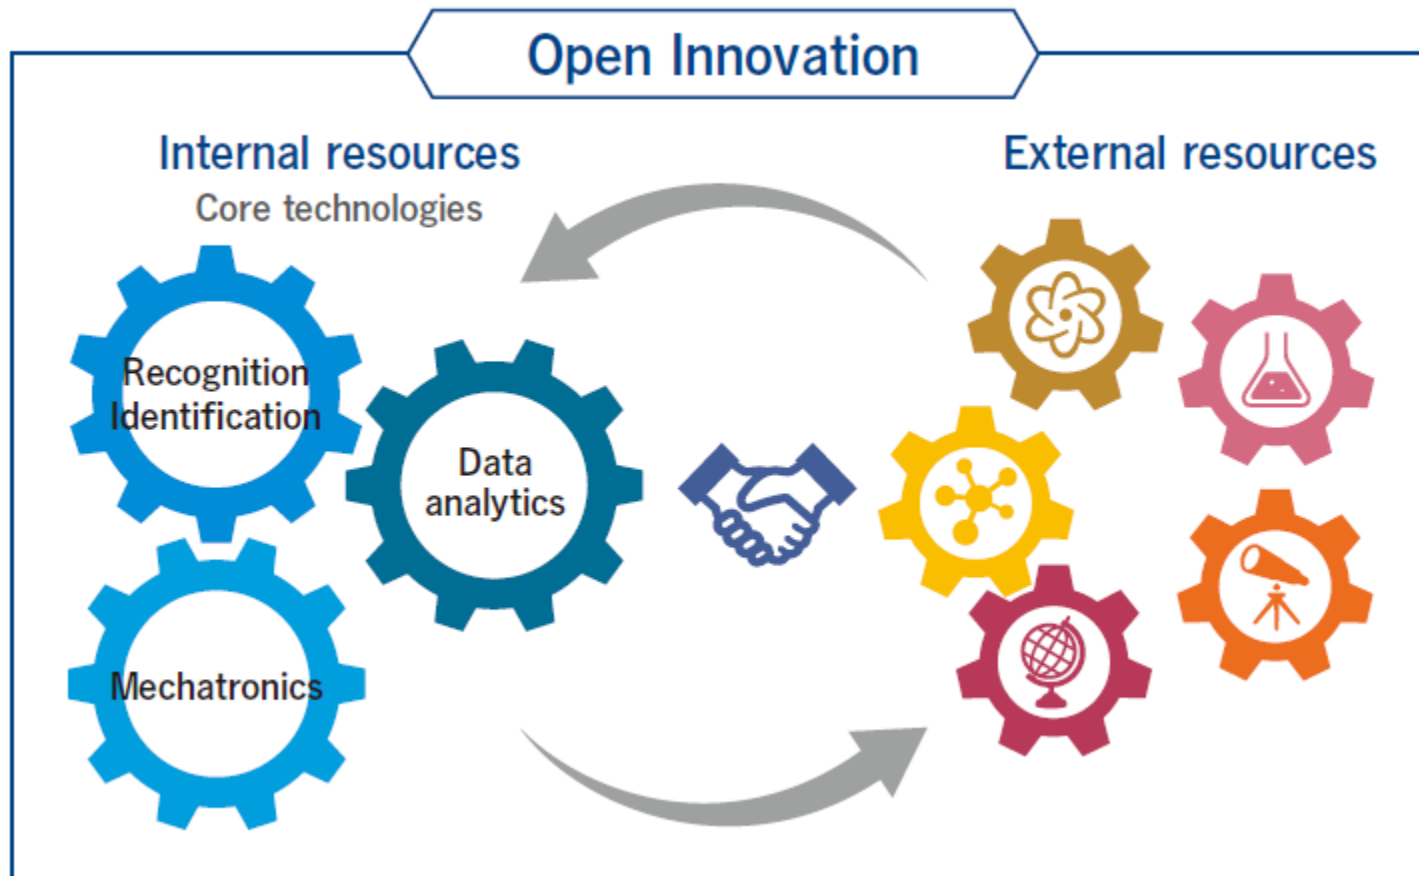 Open Innovation
Internal resources
Core technologies
External resources
Recognition
Identification
Data
analytics
Mechatronics